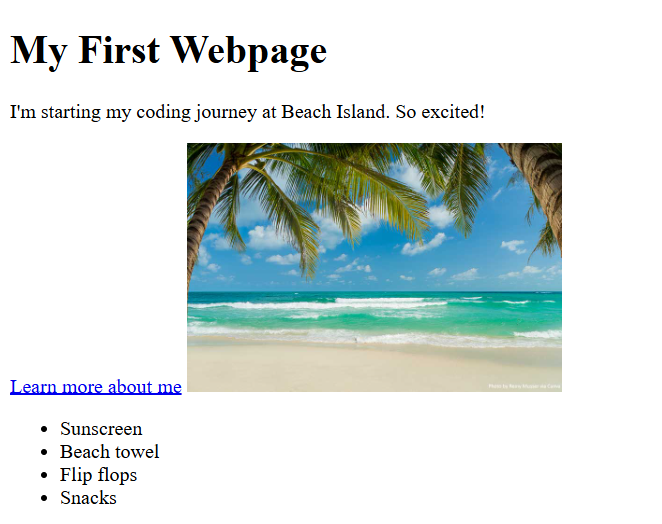 My First Webpage
I'm starting my coding journey at Beach Island. So excited!
Learn more about me
Sunscreen
Beach towel
Flip flops
Snacks